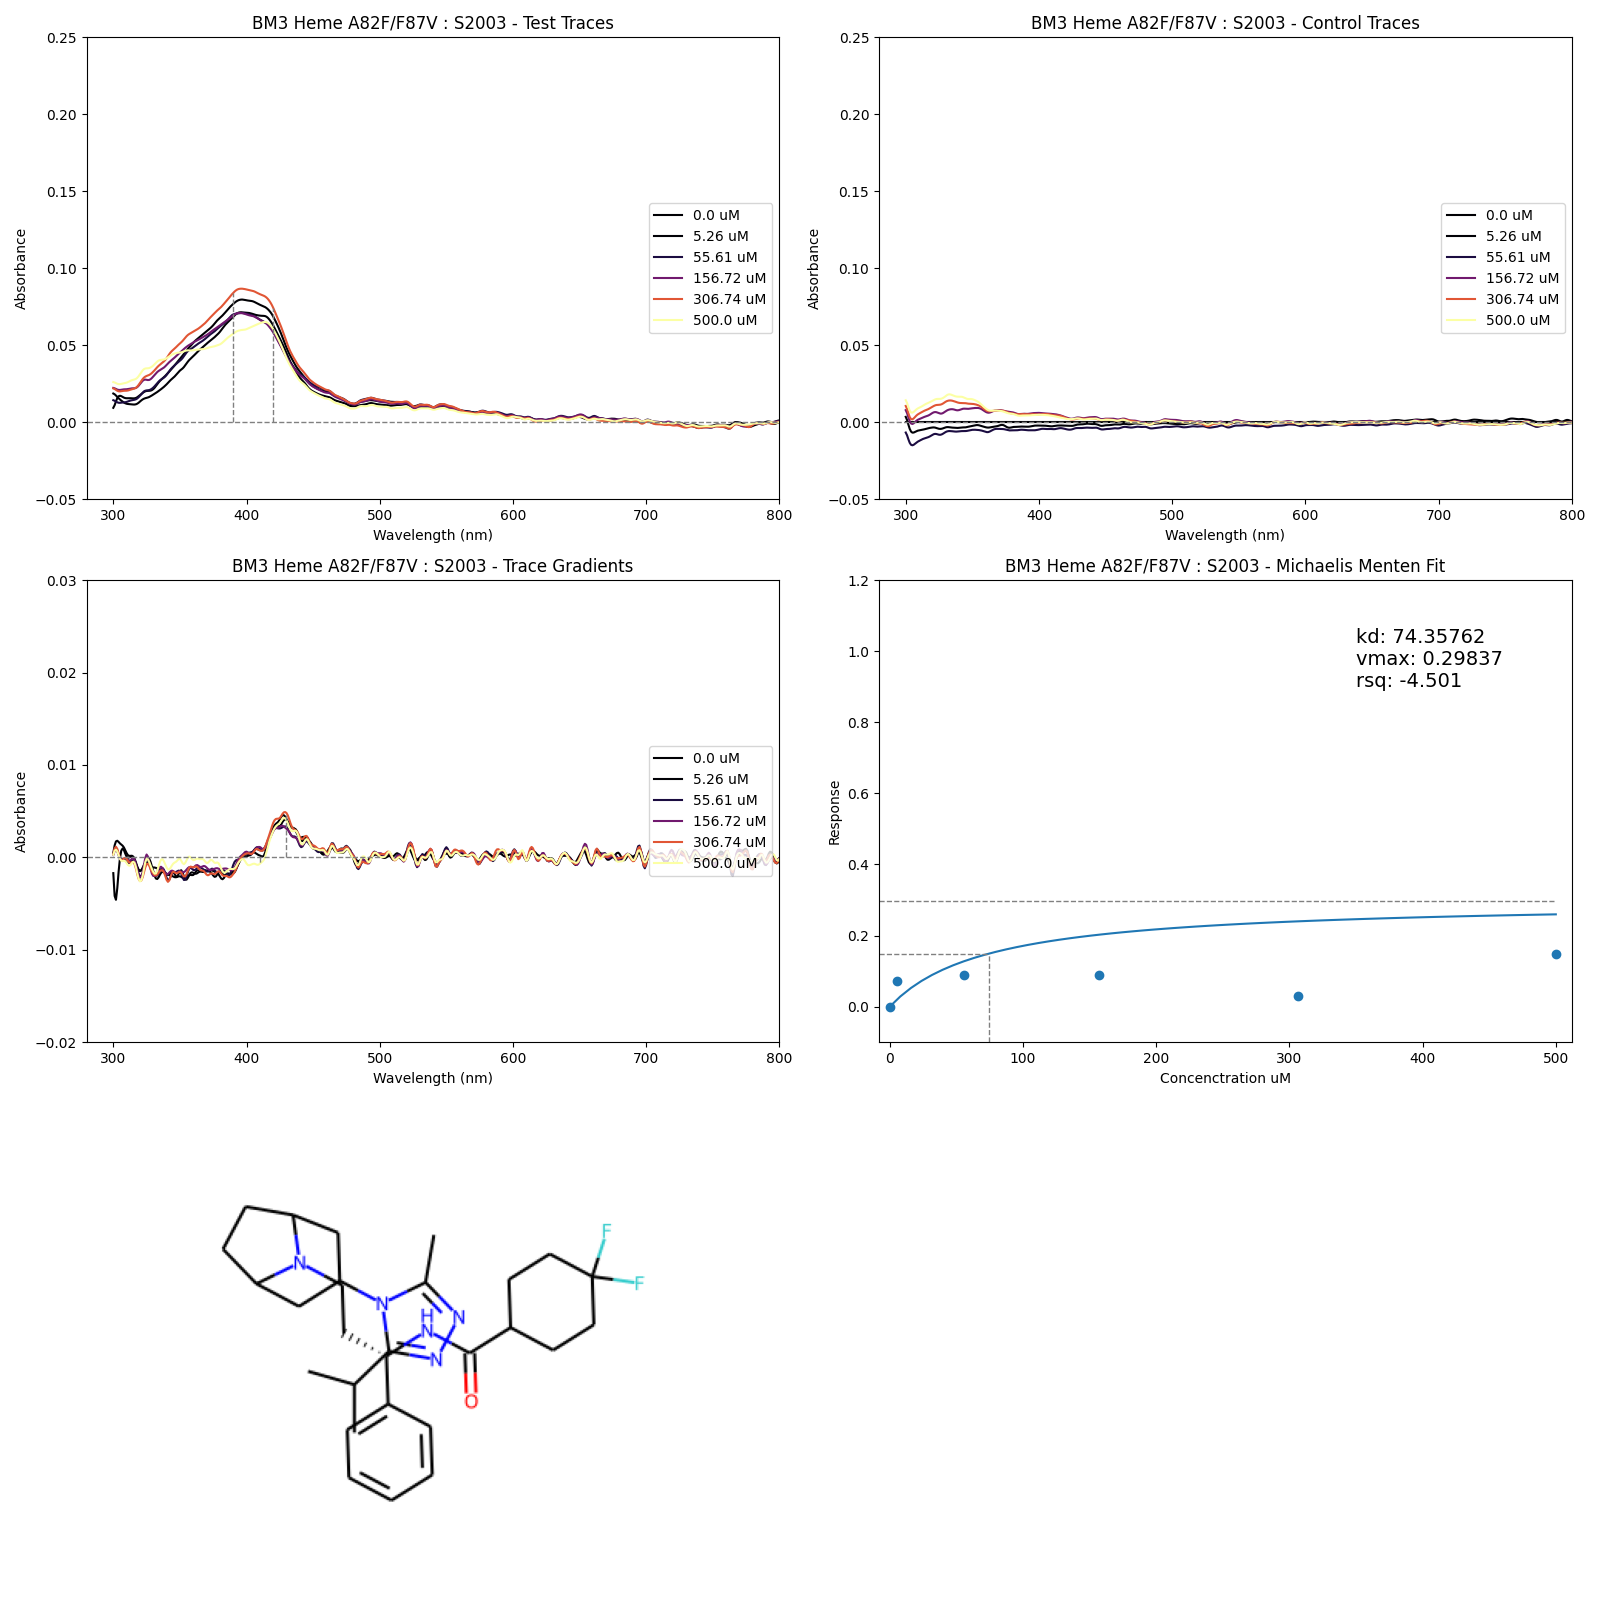 BM3 Heme A82F/F87V : S2003 - Test Traces
0.25
0.20
0.15
0.10
0.05
0.00
−0.05
Absorbance
300
400
500
600
700
800
Wavelength (nm)
0.0 uM
5.26 uM
55.61 uM
156.72 uM
306.74 uM
500.0 uM
BM3 Heme A82F/F87V : S2003 - Control Traces
0.25
0.20
0.15
0.10
0.05
0.00
−0.05
Absorbance
300
400
500
600
700
800
Wavelength (nm)
0.0 uM
5.26 uM
55.61 uM
156.72 uM
306.74 uM
500.0 uM
BM3 Heme A82F/F87V : S2003 - Trace Gradients
0.03
0.02
0.01
0.00
−0.01
−0.02
Absorbance
300
400
500
600
700
800
Wavelength (nm)
0.0 uM
5.26 uM
55.61 uM
156.72 uM
306.74 uM
500.0 uM
BM3 Heme A82F/F87V : S2003 - Michaelis Menten Fit
1.2
1.0
0.8
0.6
0.4
0.2
0.0
Response
kd: 74.35762
vmax: 0.29837
rsq: -4.501
0
100
200
300
400
500
Concenctration uM
F
F
N
N
N
H
N
N
O